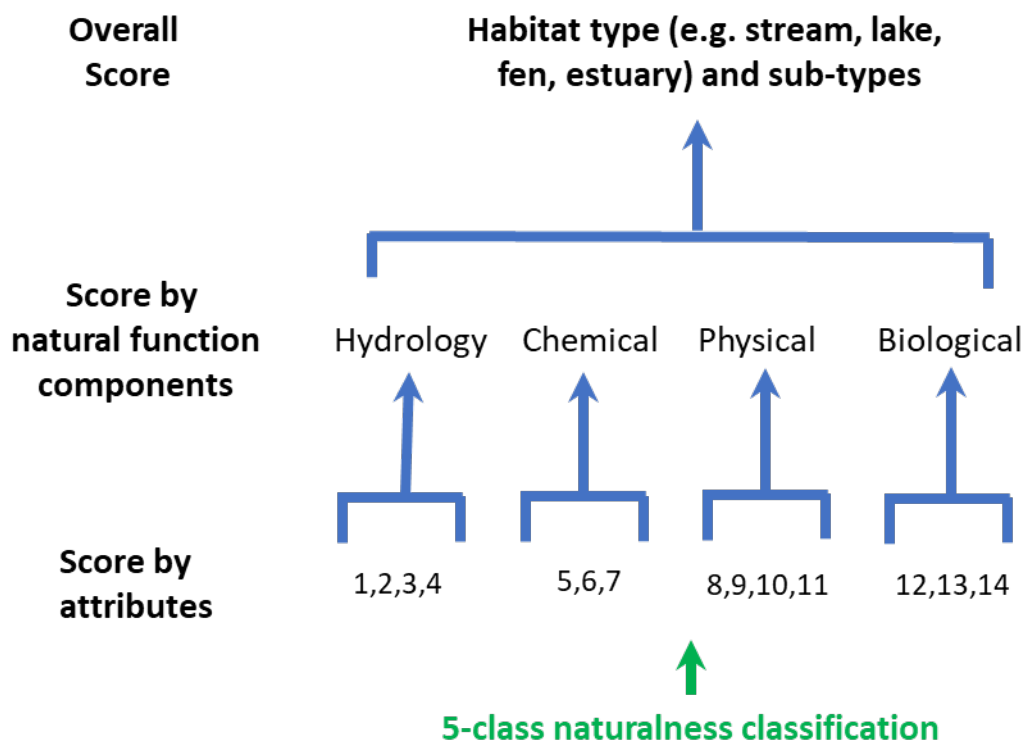 Overall
Score
Habitat type (e.g. stream, lake,
fen, estuary) and sub-types
Score by
natural function
components
Hydrology Chemical Physical Biological
Score by
attributes
1,2,3,4 5,6,7 8,9,10,11 12,13,14
5-class naturalness classification